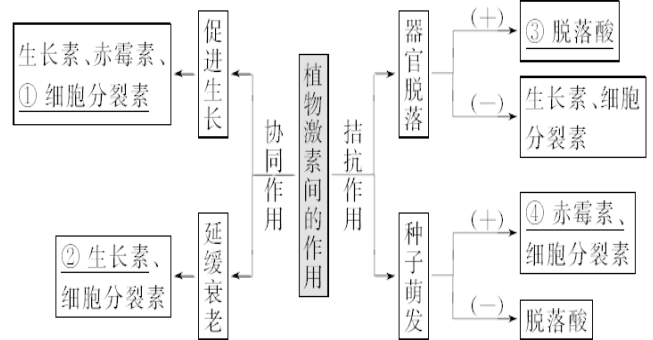 生长素、赤霉素、
① 细胞分裂素
促进生长
② 生长素、
细胞分裂素
延缓衰老
协同作用
植物激素间的作用
拮抗作用
器官脱落
(+)
③ 脱落酸
(—)
生长素、细胞
分裂素
种子萌发
(+)
④ 赤霉素、
细胞分裂素
(—)
脱落酸